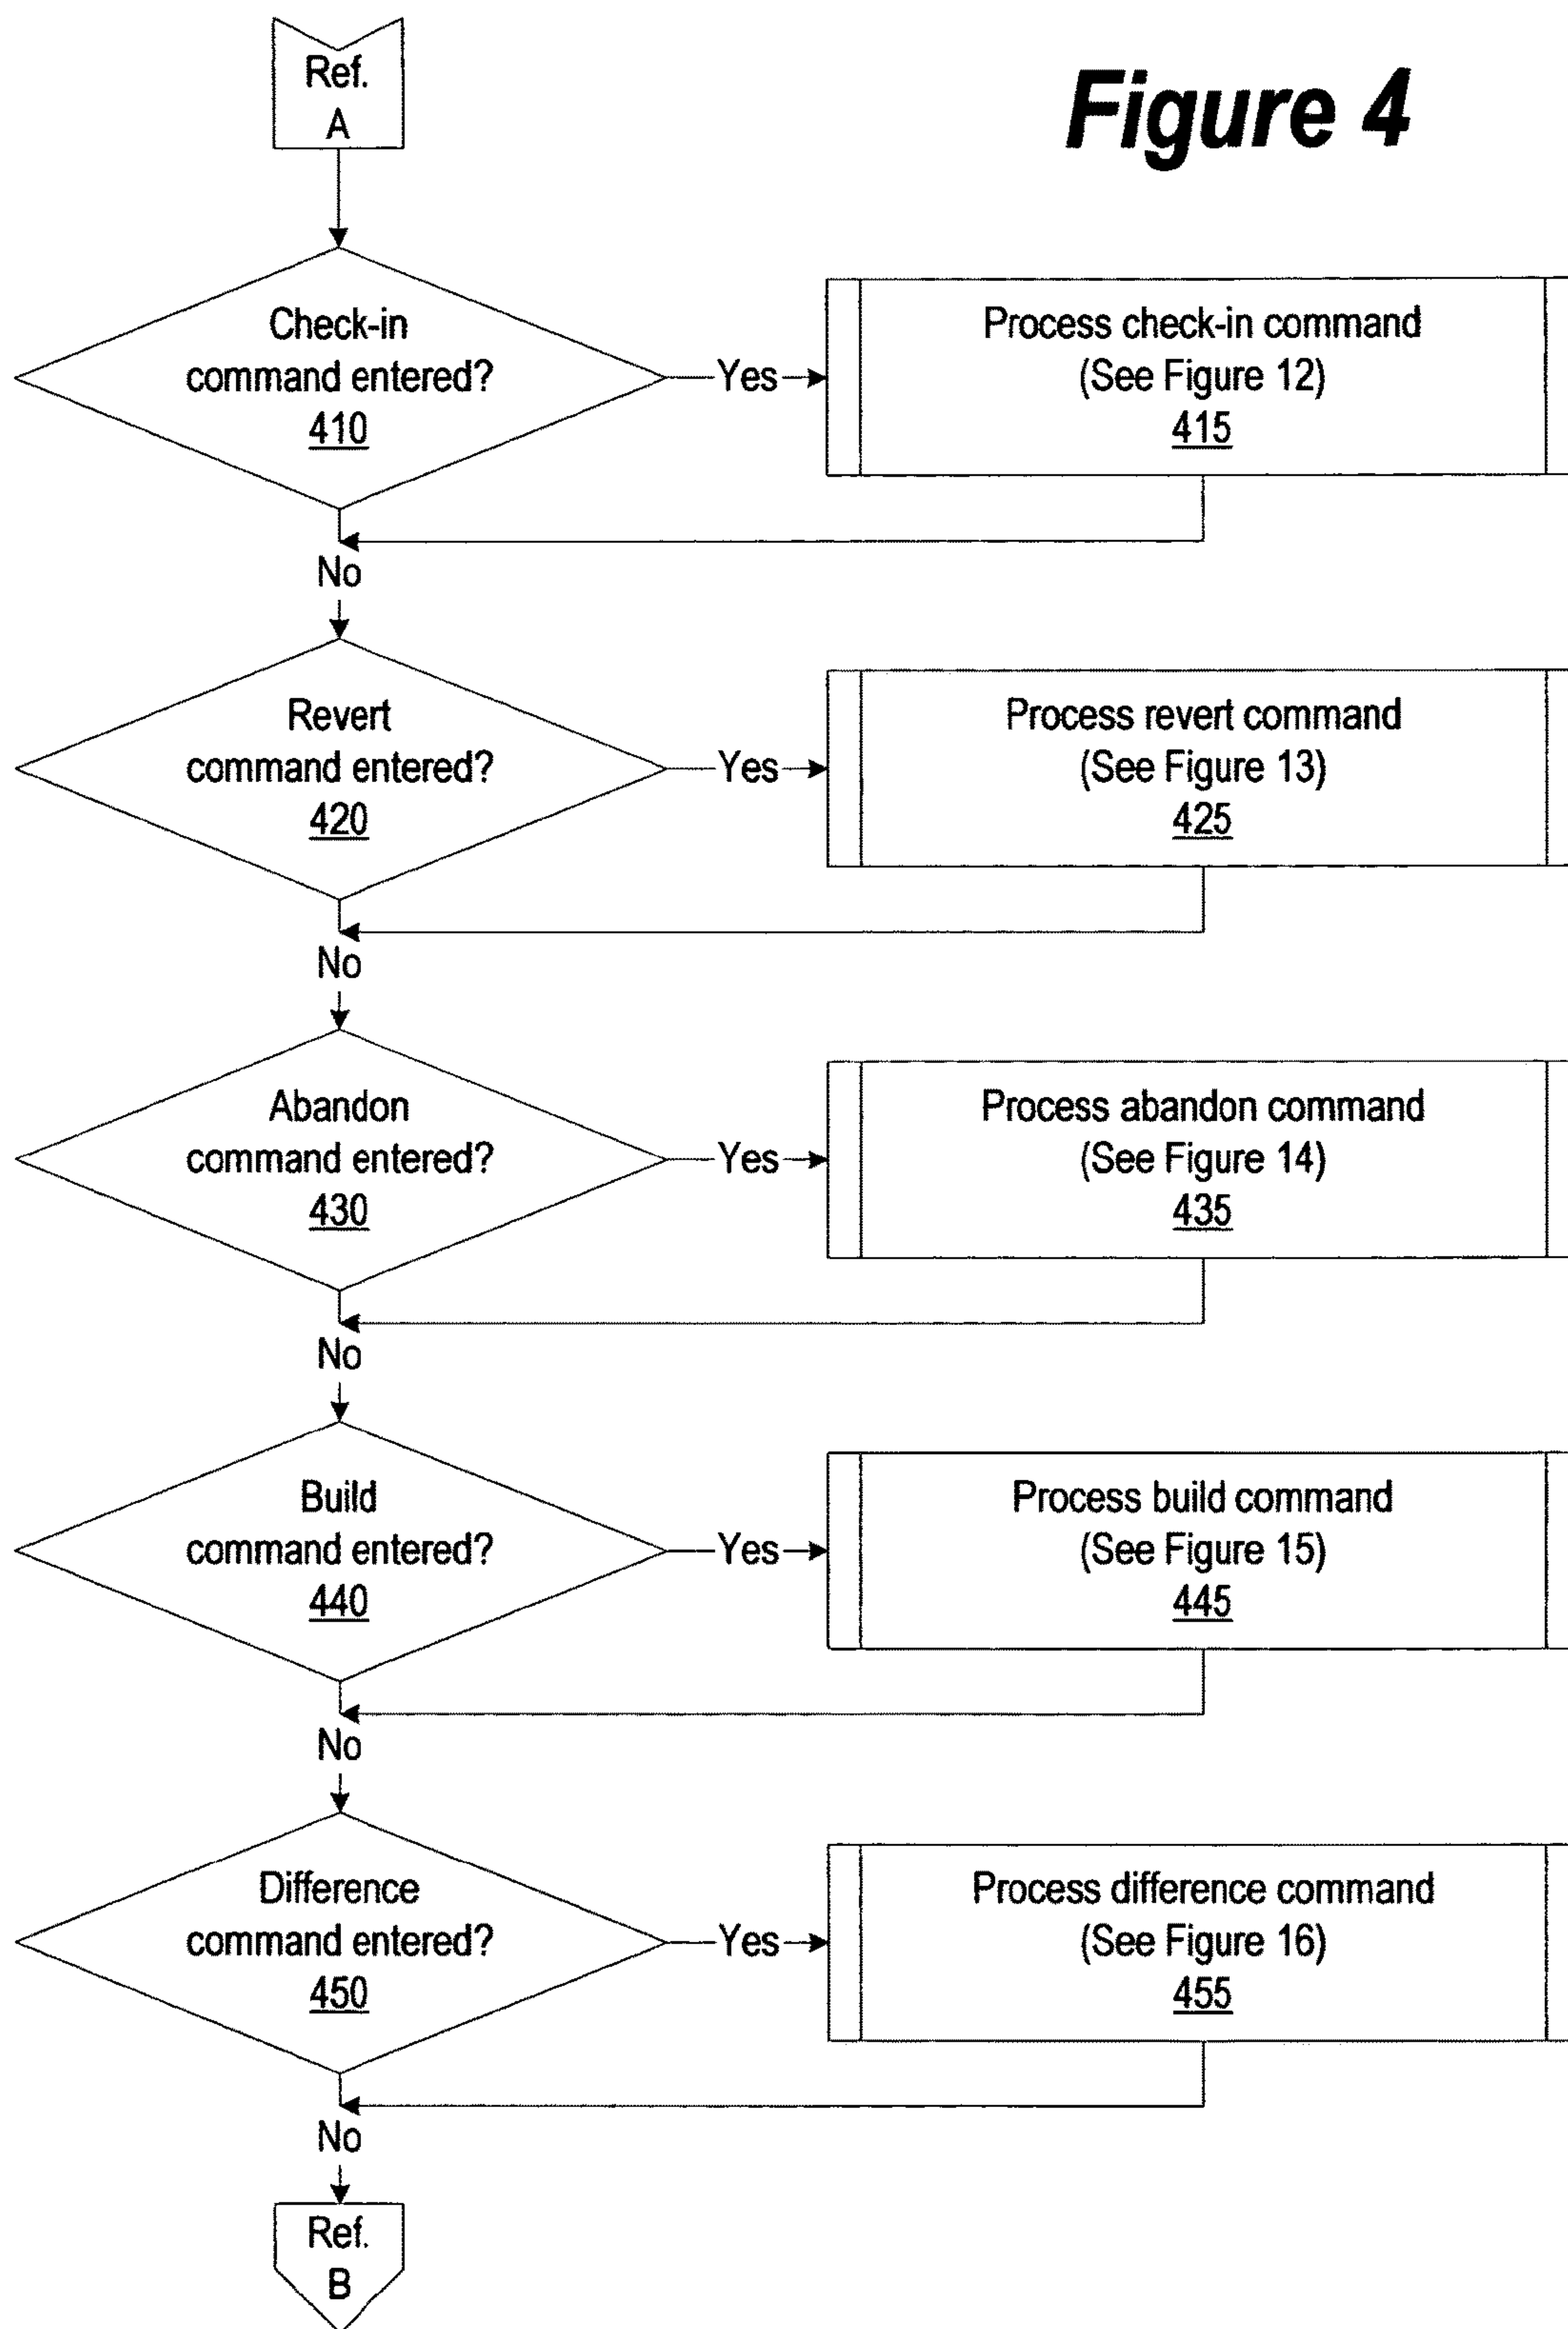 Figure 4
Ref.
A
Check-in
command entered?
410
Yes
Process check-in command
(See Figure 12)
415
No
Revert
command entered?
420
Yes
Process revert command
(See Figure 13)
425
No
Abandon
command entered?
430
Yes
Process abandon command
(See Figure 14)
435
No
Build
command entered?
440
Yes
Process build command
(See Figure 15)
445
No
Difference
command entered?
450
Yes
Process difference command
(See Figure 16)
455
No
Ref.
B